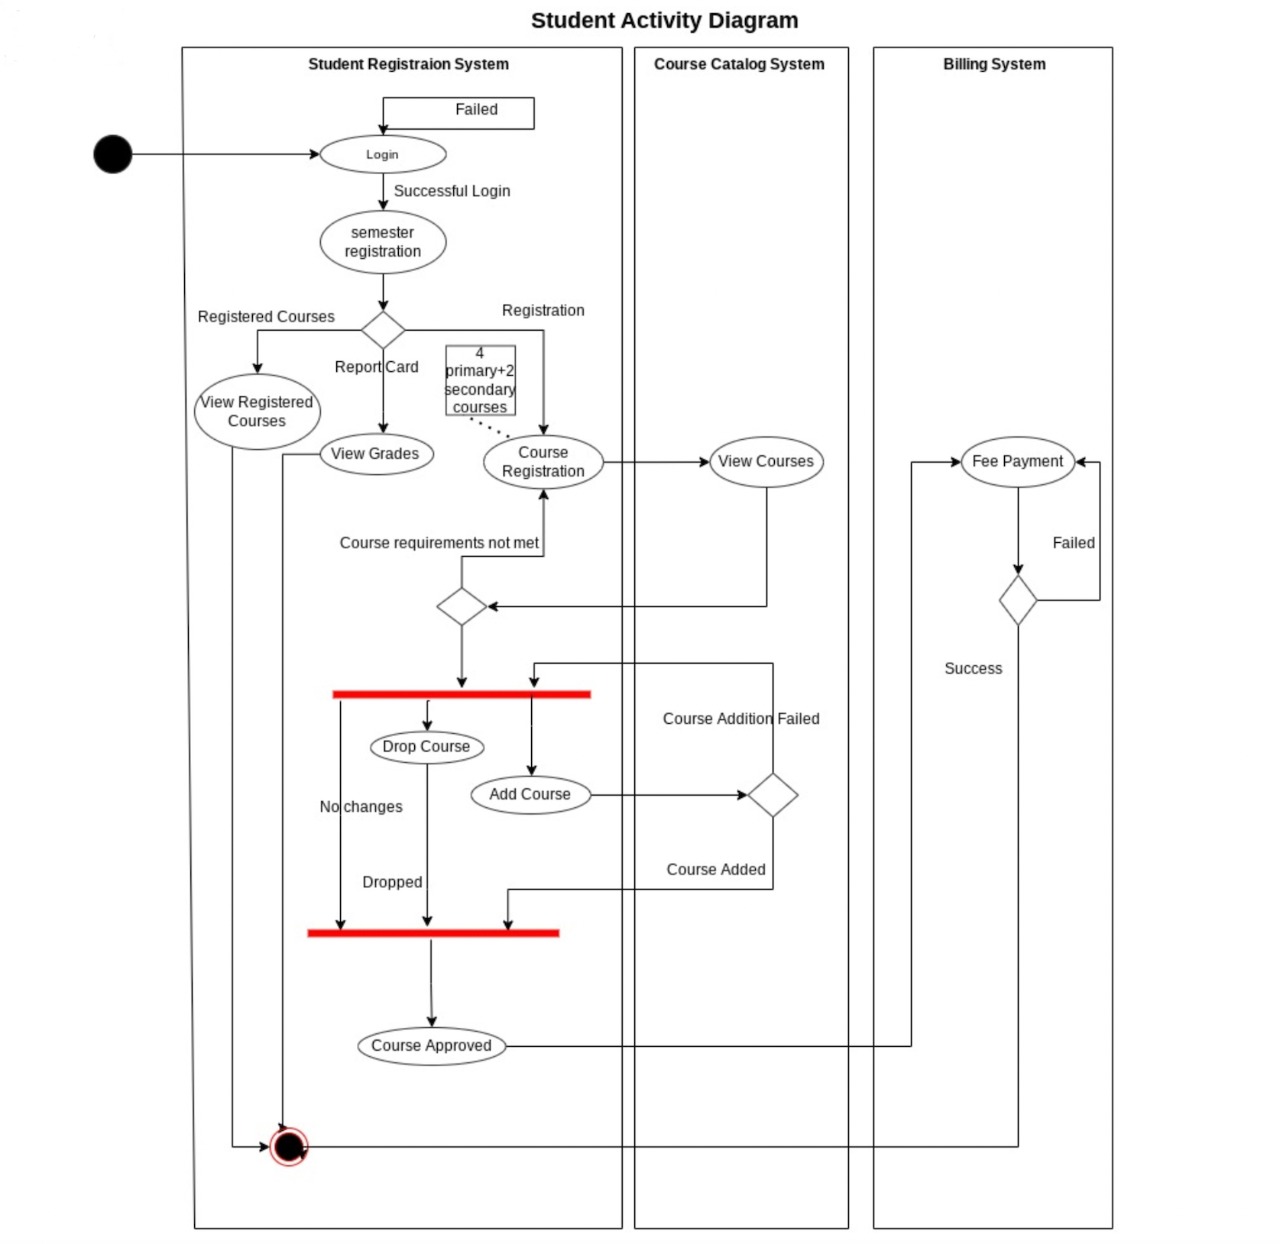 Student Activity Diagram
Student Registraion System
Course Catalog System
Billing System
Failed
Login
Successful Login
semester
registration
Registered Courses
Registration
Report Card
4
primary+2
secondary
courses
View Registered
Courses
View Grades
Course
Registration
View Courses
Fee Payment
Course requirements not met
Failed
Success
Course Addition Failed
Drop Course
Add Course
No changes
Course Added
Dropped
Course Approved